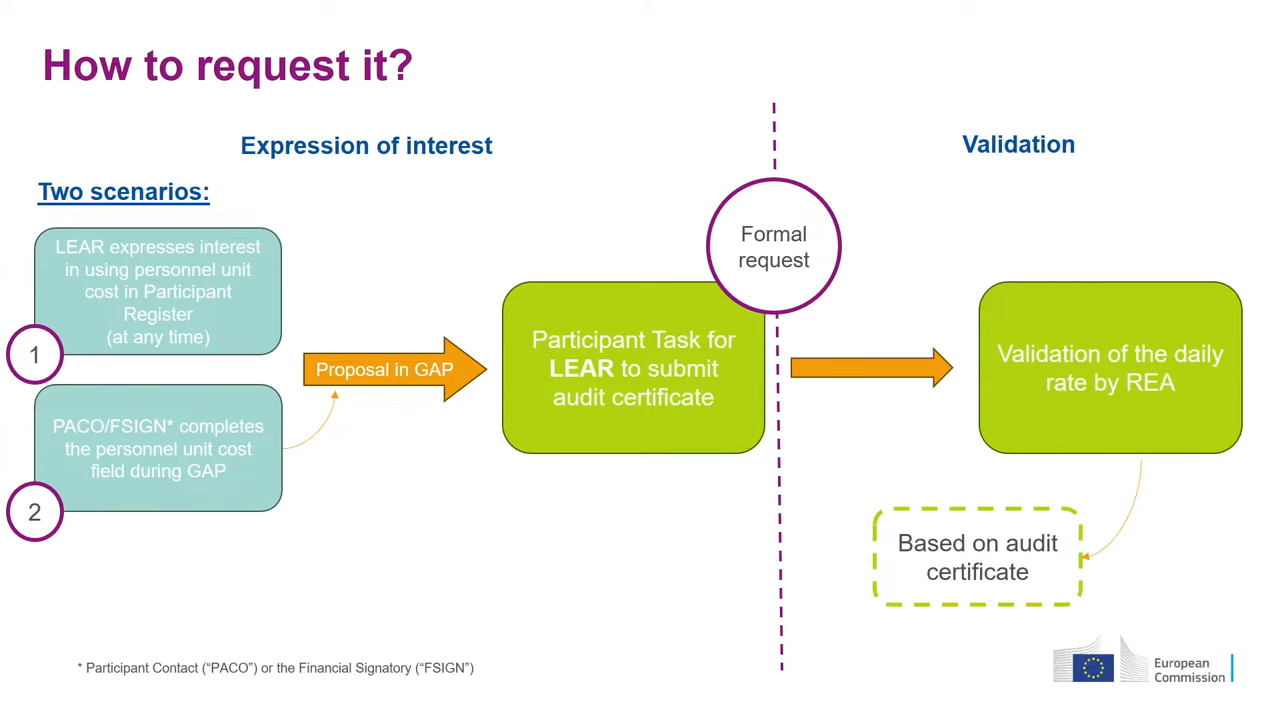 How to request it?
Expression of interest
Validation
Two scenarios:
LEAR expresses interest
in using personnel unit
cost in Participant
Register
(at any time)
1
PACO/FSIGN* completes
the personnel unit cost
field during GAP
2
Proposal in GAP
Participant Task for
LEAR to submit
audit certificate
Formal
request
Validation of the daily
rate by REA
Based on audit
certificate
* Participant Contact (“PACO”) or the Financial Signatory (“FSIGN”)
European
Commission